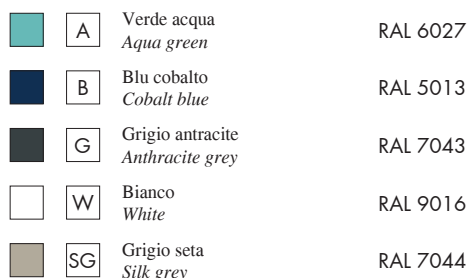 A Verde acqua RAL 6027
Aqua green
B Blu cobalto RAL 5013
Cobalt blue
G Grigio antracite RAL 7043
Anthracite grey
W Bianco RAL 9016
White
SG Grigio seta RAL 7044
Silk grey